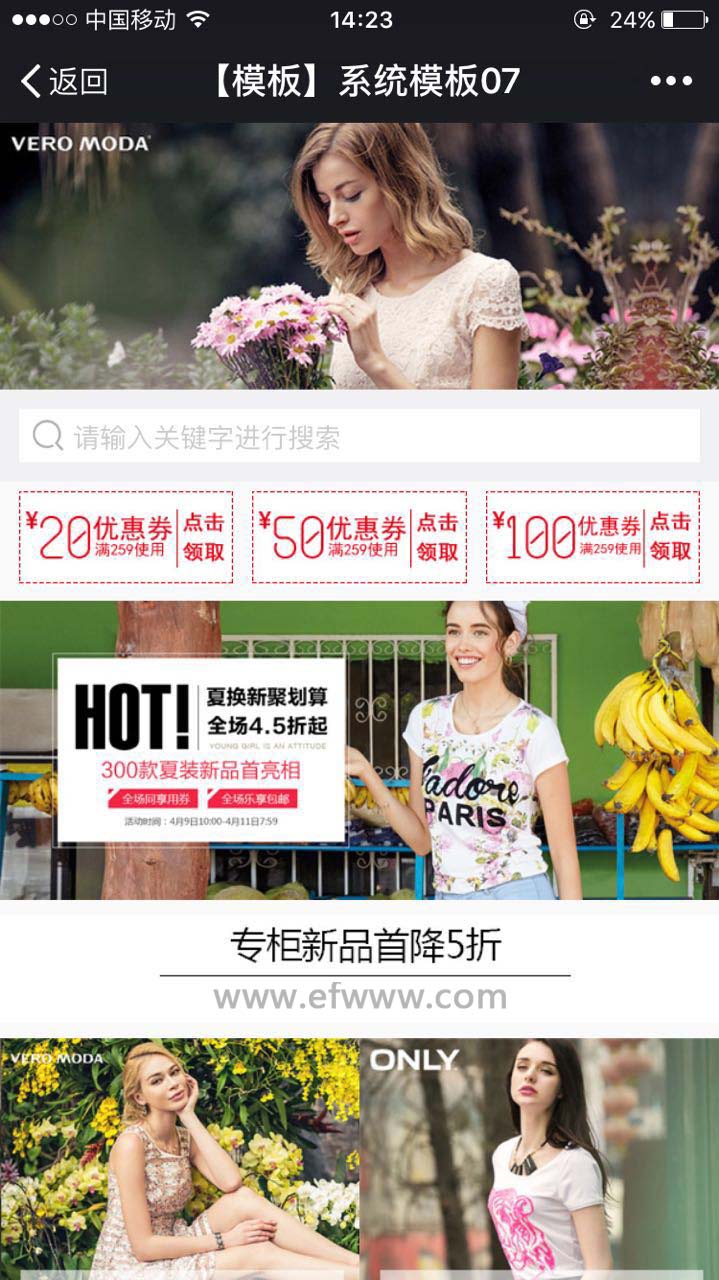 中国移动 14:23 24%
返回 【模板】系统模板07
VERO MODA
请输入关键字进行搜索
¥20优惠券 满259使用 点击领取
¥50优惠券 满259使用 点击领取
¥100优惠券 满259使用 点击领取
HOT!
夏换新聚划算
全场4.5折起
YOUNG GIRL IS AN ATTITUDE
300款夏装新品首亮相
全场同享用券 全场乐享包邮
活动时间：4月9日10:00-4月11日7:59
J'adore
PARIS
专柜新品首降5折
www.efwww.com
VERO MODA
ONLY